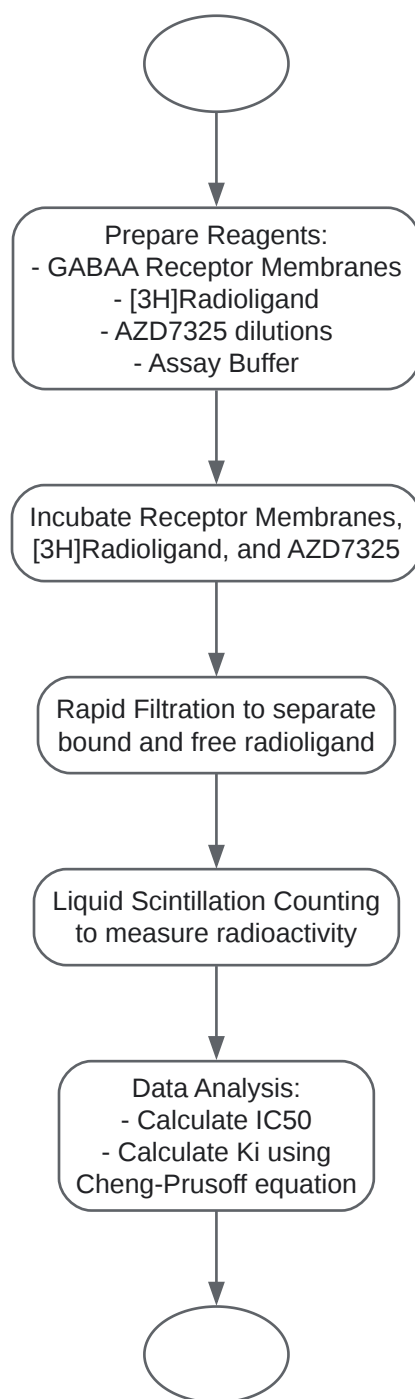 Prepare Reagents:
- GABAA Receptor Membranes
- [3H]Radioligand
- AZD7325 dilutions
- Assay Buffer
Incubate Receptor Membranes,
[3H]Radioligand, and AZD7325
Rapid Filtration to separate
bound and free radioligand
Liquid Scintillation Counting
to measure radioactivity
Data Analysis:
- Calculate IC50
- Calculate Ki using
Cheng-Prusoff equation